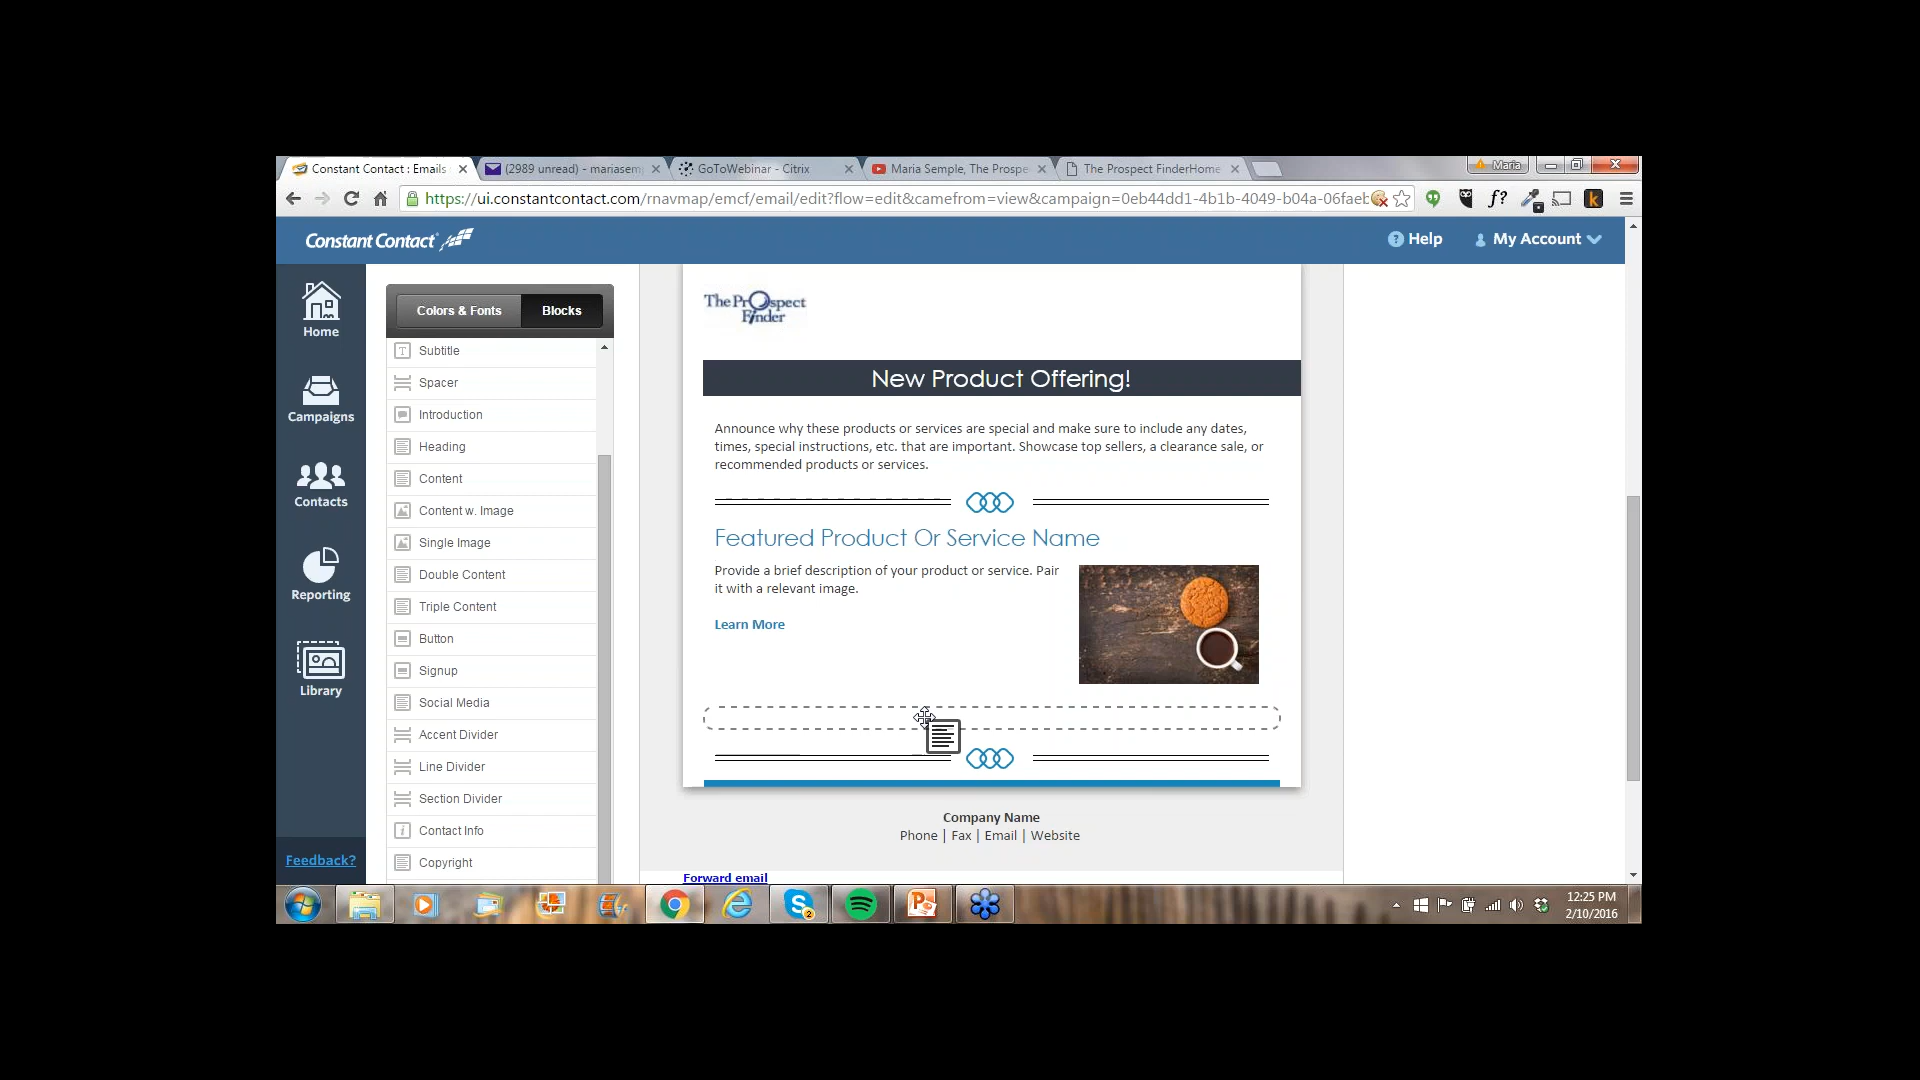 Constant Contact : Emails
(2989 unread) - mariasem
GoToWebinar - Citrix
Maria Semple, The Prospe
The Prospect FinderHome
Maria
https://ui.constantcontact.com/rnavmap/emcf/email/edit?flow=edit&camefrom=view&campaign=0eb44dd1-4b1b-4049-b04a-06faeb
f?
k
Constant Contact
? Help
My Account
Home
Campaigns
Contacts
Reporting
Library
Feedback?
Colors & Fonts
Blocks
Subtitle
Spacer
Introduction
Heading
Content
Content w. Image
Single Image
Double Content
Triple Content
Button
Signup
Social Media
Accent Divider
Line Divider
Section Divider
Contact Info
Copyright
The Prospect
Finder
New Product Offering!
Announce why these products or services are special and make sure to include any dates,
times, special instructions, etc. that are important. Showcase top sellers, a clearance sale, or
recommended products or services.
Featured Product Or Service Name
Provide a brief description of your product or service. Pair
it with a relevant image.
Learn More
Company Name
Phone | Fax | Email | Website
Forward email
2
12:25 PM
2/10/2016